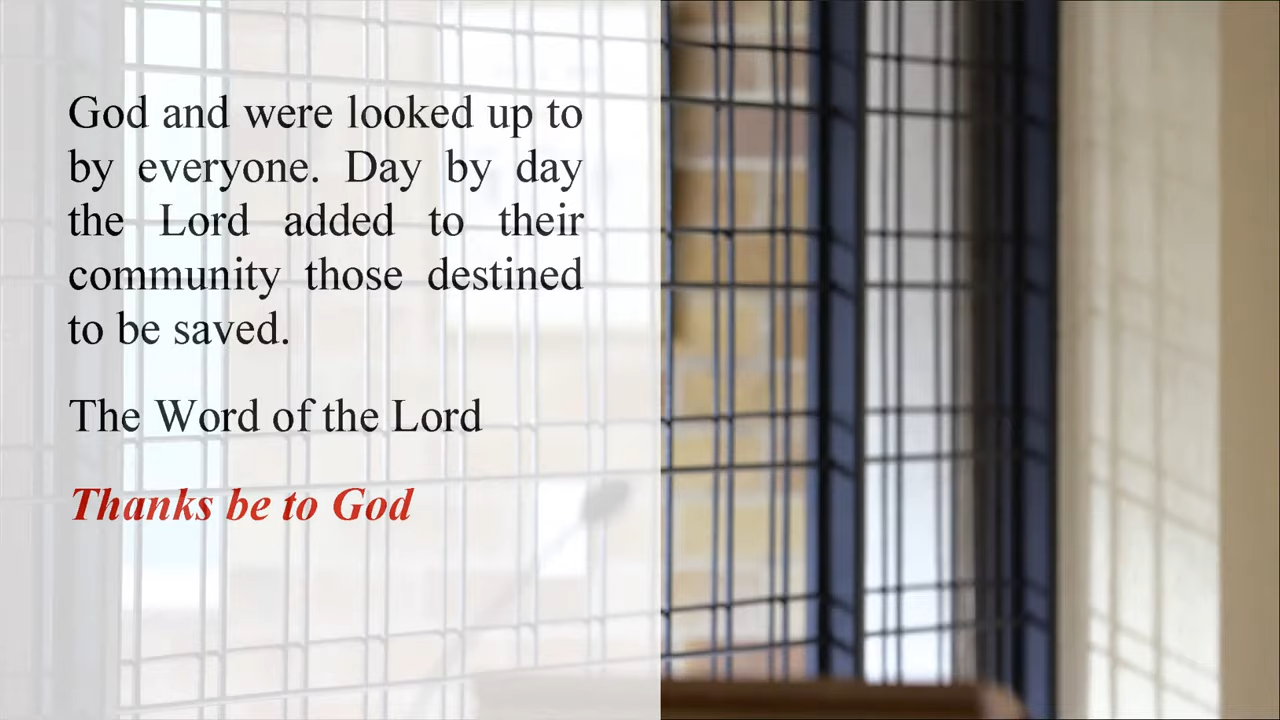 God and were looked up to
by everyone. Day by day
the Lord added to their
community those destined
to be saved.
The Word of the Lord
Thanks be to God